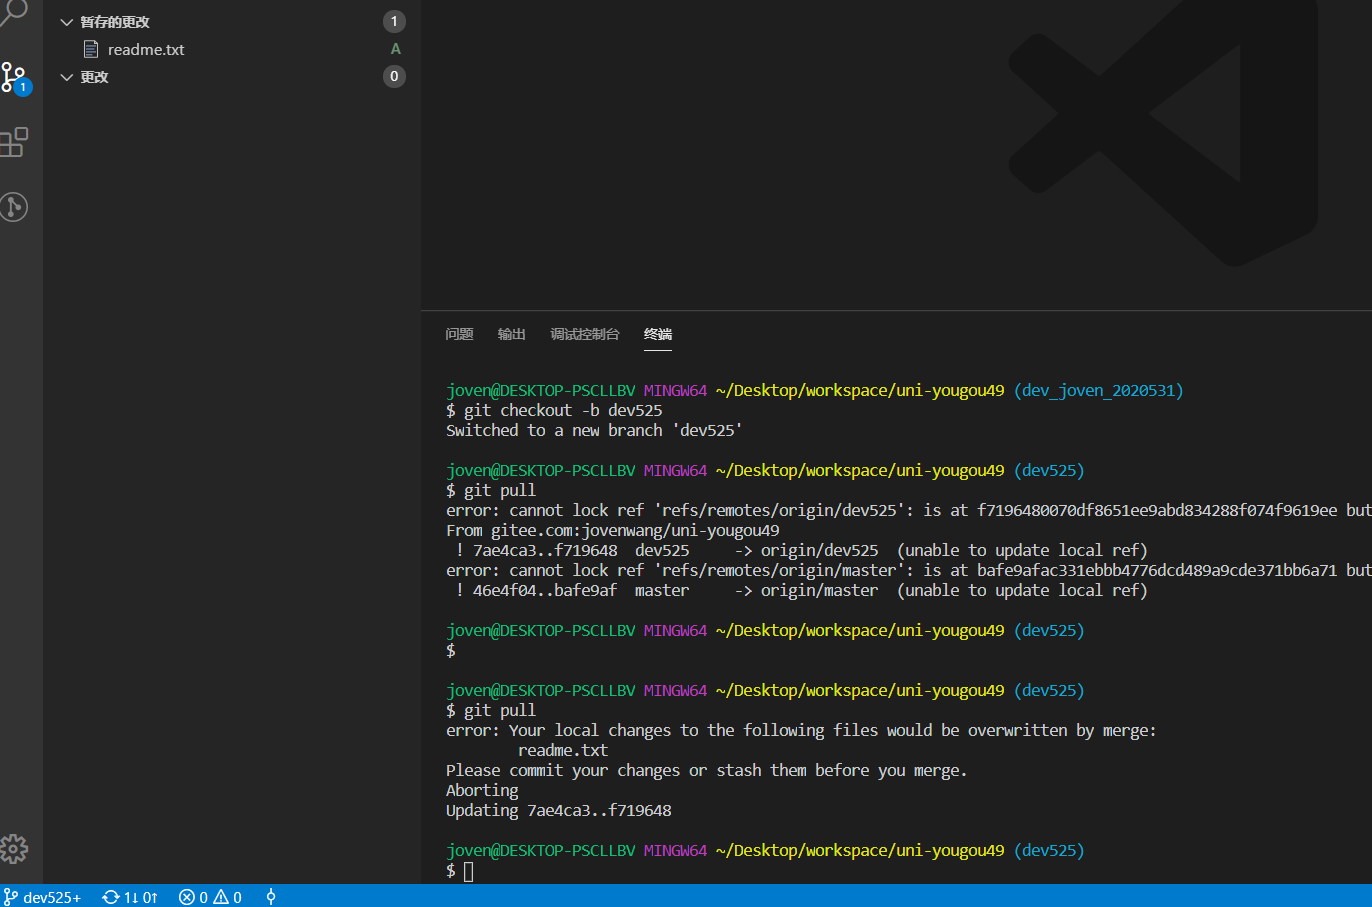 暂存的更改 1
readme.txt A
更改 0
1
问题 输出 调试控制台 终端
joven@DESKTOP-PSCLLBV MINGW64 ~/Desktop/workspace/uni-yougou49 (dev_joven_2020531)
$ git checkout -b dev525
Switched to a new branch 'dev525'
joven@DESKTOP-PSCLLBV MINGW64 ~/Desktop/workspace/uni-yougou49 (dev525)
$ git pull
error: cannot lock ref 'refs/remotes/origin/dev525': is at f7196480070df8651ee9abd834288f074f9619ee but
From gitee.com:jovenwang/uni-yougou49
! 7ae4ca3..f719648 dev525 -> origin/dev525 (unable to update local ref)
error: cannot lock ref 'refs/remotes/origin/master': is at bafe9afac331ebbb4776dcd489a9cde371bb6a71 but
! 46e4f04..bafe9af master -> origin/master (unable to update local ref)
joven@DESKTOP-PSCLLBV MINGW64 ~/Desktop/workspace/uni-yougou49 (dev525)
$
joven@DESKTOP-PSCLLBV MINGW64 ~/Desktop/workspace/uni-yougou49 (dev525)
$ git pull
error: Your local changes to the following files would be overwritten by merge:
readme.txt
Please commit your changes or stash them before you merge.
Aborting
Updating 7ae4ca3..f719648
joven@DESKTOP-PSCLLBV MINGW64 ~/Desktop/workspace/uni-yougou49 (dev525)
$
dev525+ 1↓ 0↑ 0 0